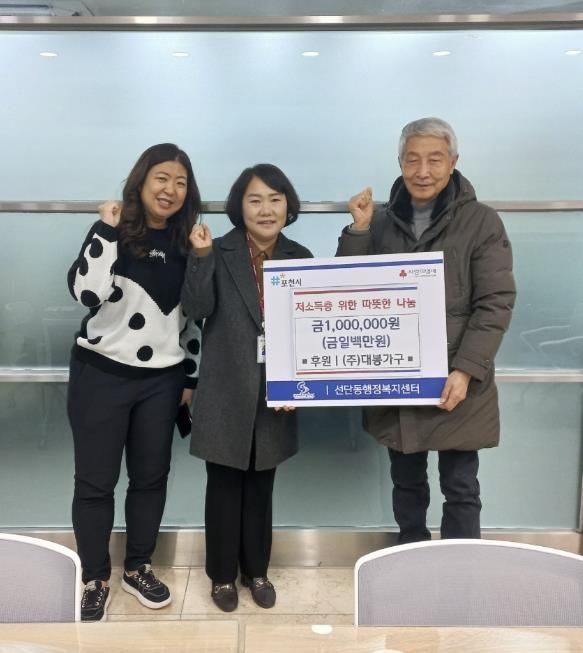 STUSSY
#*포천시
사랑의열매
저소득층 위한 따뜻한 나눔
금1,000,000원
(금일백만원)
■ 후원 | (주)대봉가구 ■
| 선단동행정복지센터